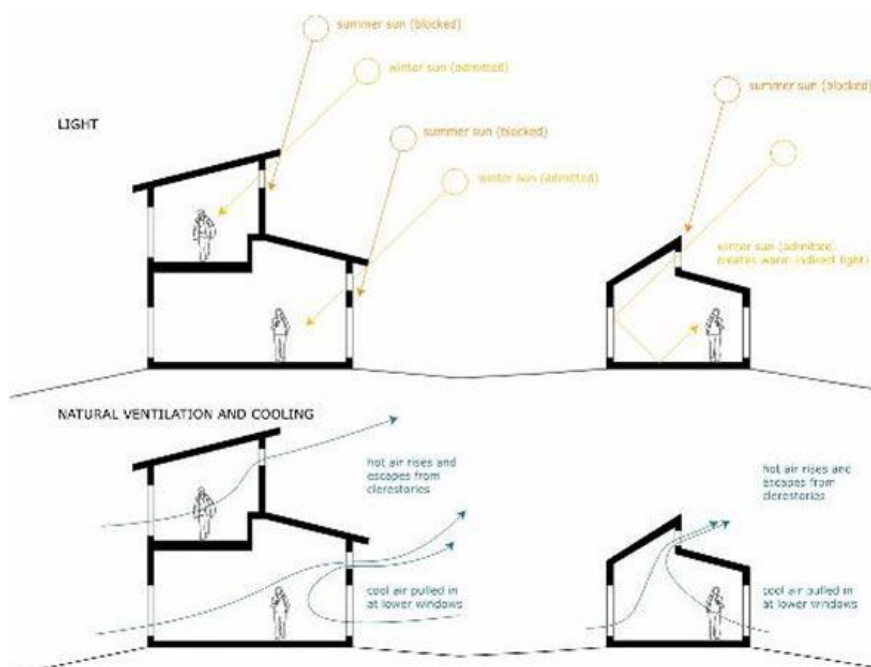 summer sun (blocked)
winter sun (admitted)
summer sun (blocked)
LIGHT
summer sun (blocked)
winter sun (admitted)
winter sun (admitted,
creates warm indirect light)
NATURAL VENTILATION AND COOLING
hot air rises and
escapes from
clerestories
hot air rises and
escapes from
clerestories
cool air pulled in
at lower windows
cool air pulled in
at lower windows